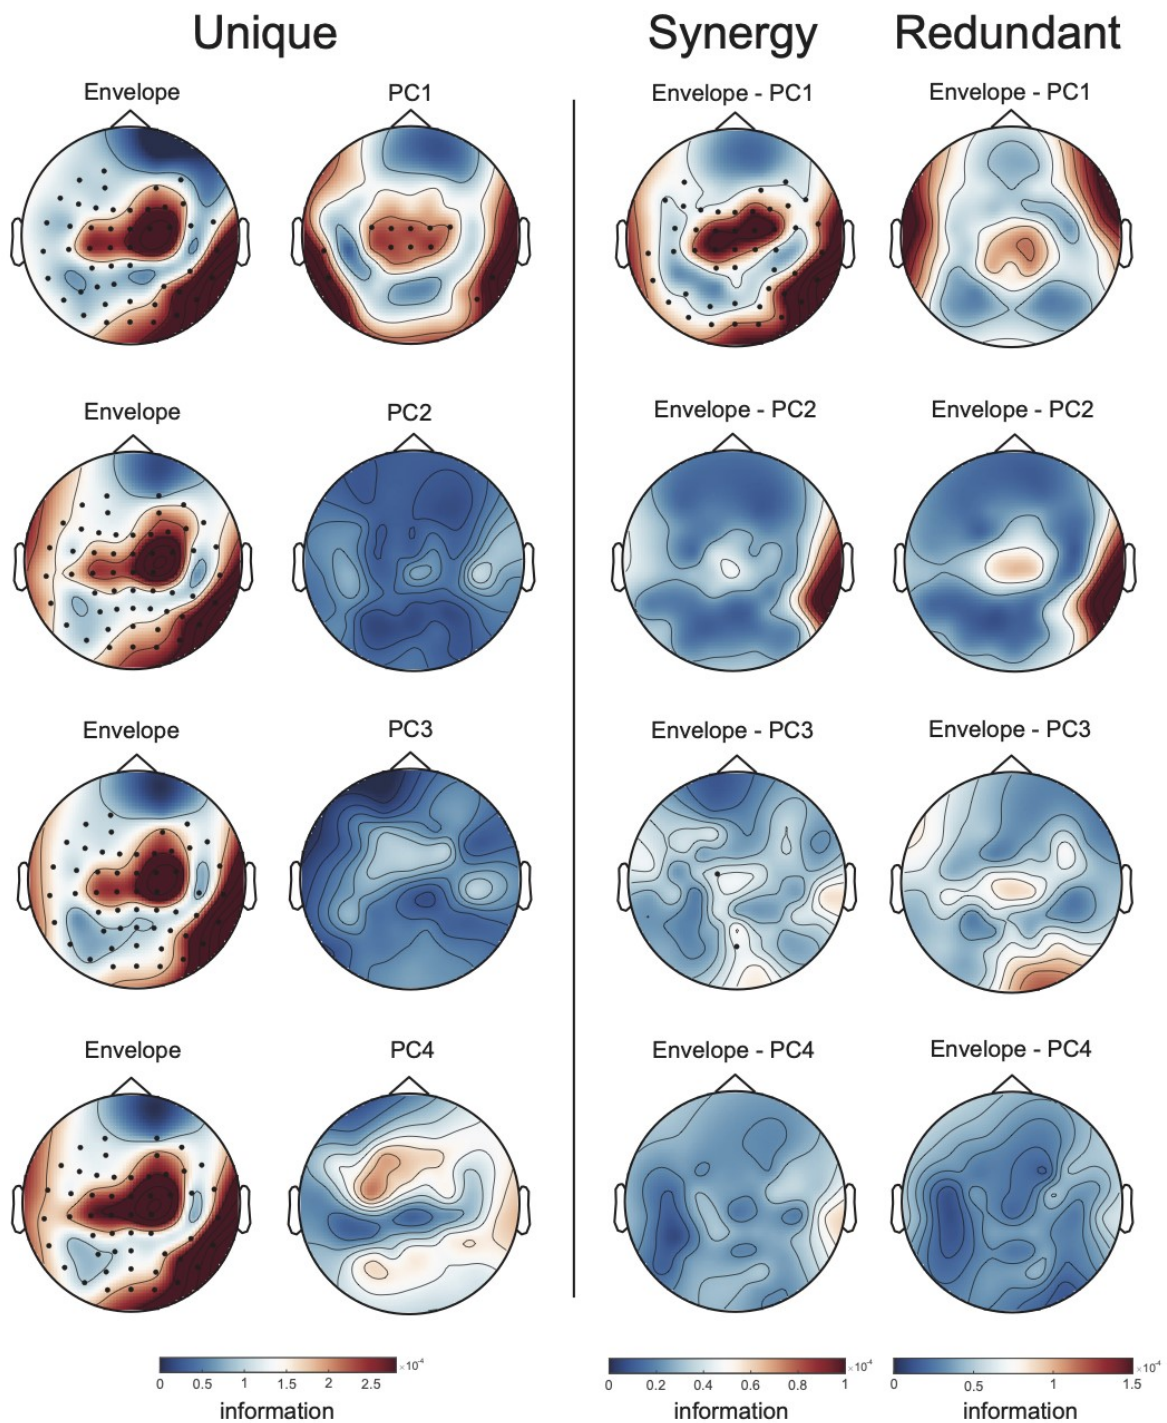 Unique
Synergy
Redundant
Envelope
PC1
Envelope - PC1
Envelope - PC1
Envelope
PC2
Envelope - PC2
Envelope - PC2
Envelope
PC3
Envelope - PC3
Envelope - PC3
Envelope
PC4
Envelope - PC4
Envelope - PC4
0 0.5 1 1.5 2 2.5 ×10⁻⁴
0 0.2 0.4 0.6 0.8 1 ×10⁻⁴
0 0.5 1 1.5 ×10⁻⁴
information
information
information